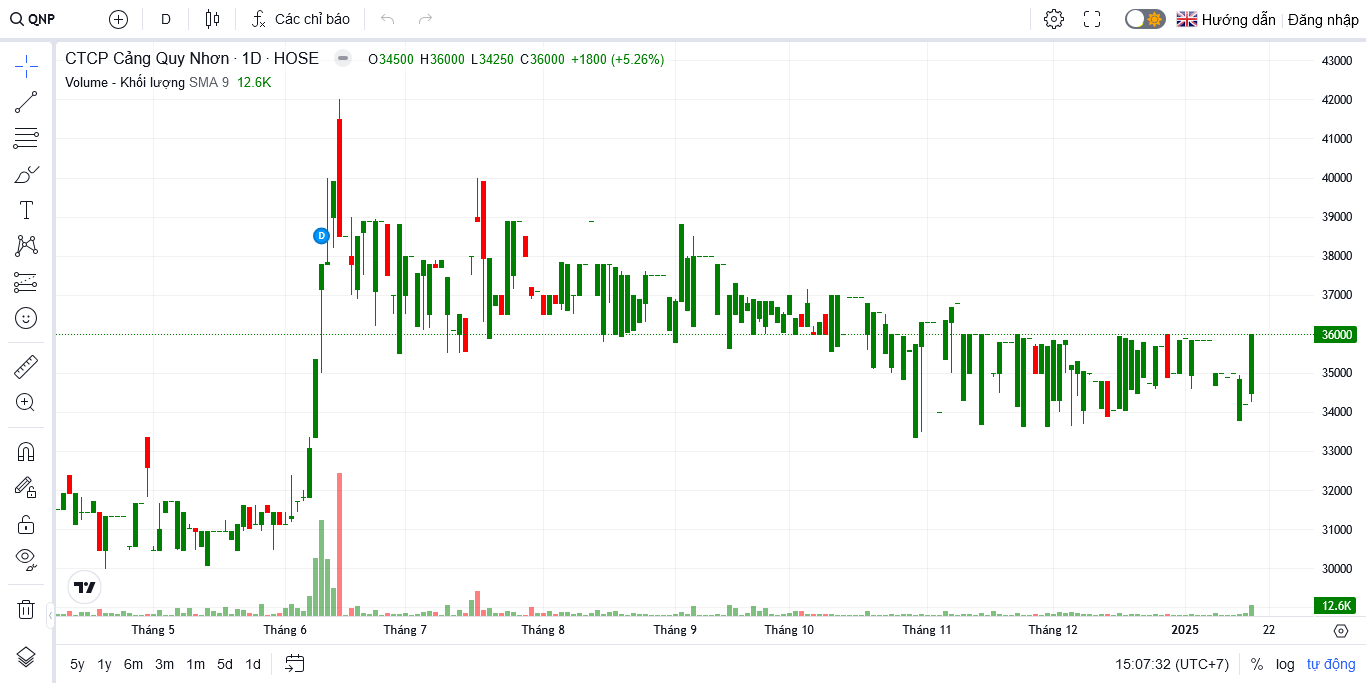 QNP D Các chỉ báo Hướng dẫn Đăng nhập
CTCP Cảng Quy Nhơn · 1D · HOSE O34500 H36000 L34250 C36000 +1800 (+5.26%)
Volume - Khối lượng SMA 9 12.6K
43000
42000
41000
40000
39000
D
38000
37000
36000
35000
34000
33000
32000
31000
30000
12.6K
Tháng 5 Tháng 6 Tháng 7 Tháng 8 Tháng 9 Tháng 10 Tháng 11 Tháng 12 2025 22
5y 1y 6m 3m 1m 5d 1d 15:07:32 (UTC+7) % log tự động